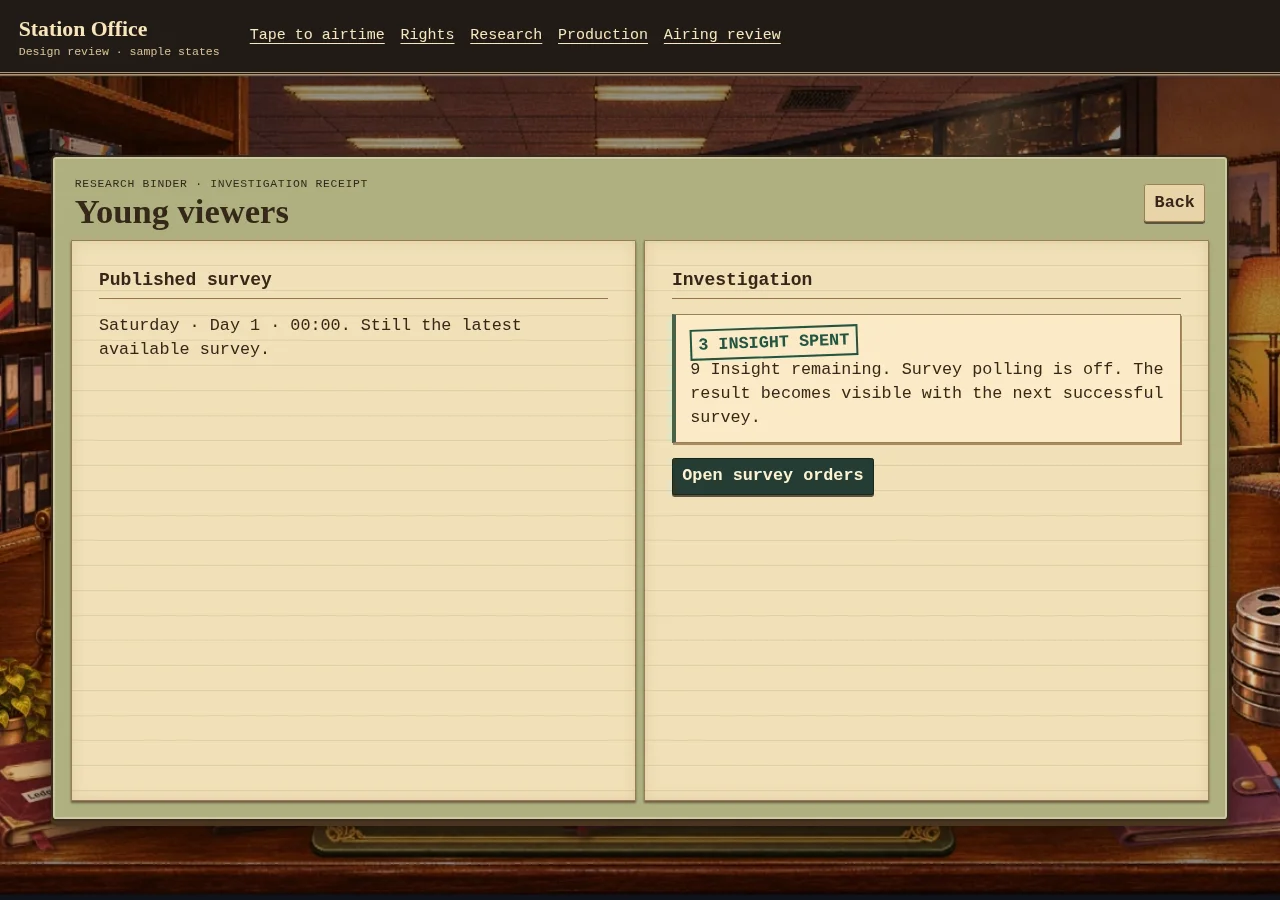 Station Office
Design review · sample states
Tape to airtime Rights Research Production Airing review
RESEARCH BINDER · INVESTIGATION RECEIPT
Young viewers
Back
Published survey
Saturday · Day 1 · 00:00. Still the latest
available survey.
Investigation
3 INSIGHT SPENT
9 Insight remaining. Survey polling is off. The
result becomes visible with the next successful
survey.
Open survey orders